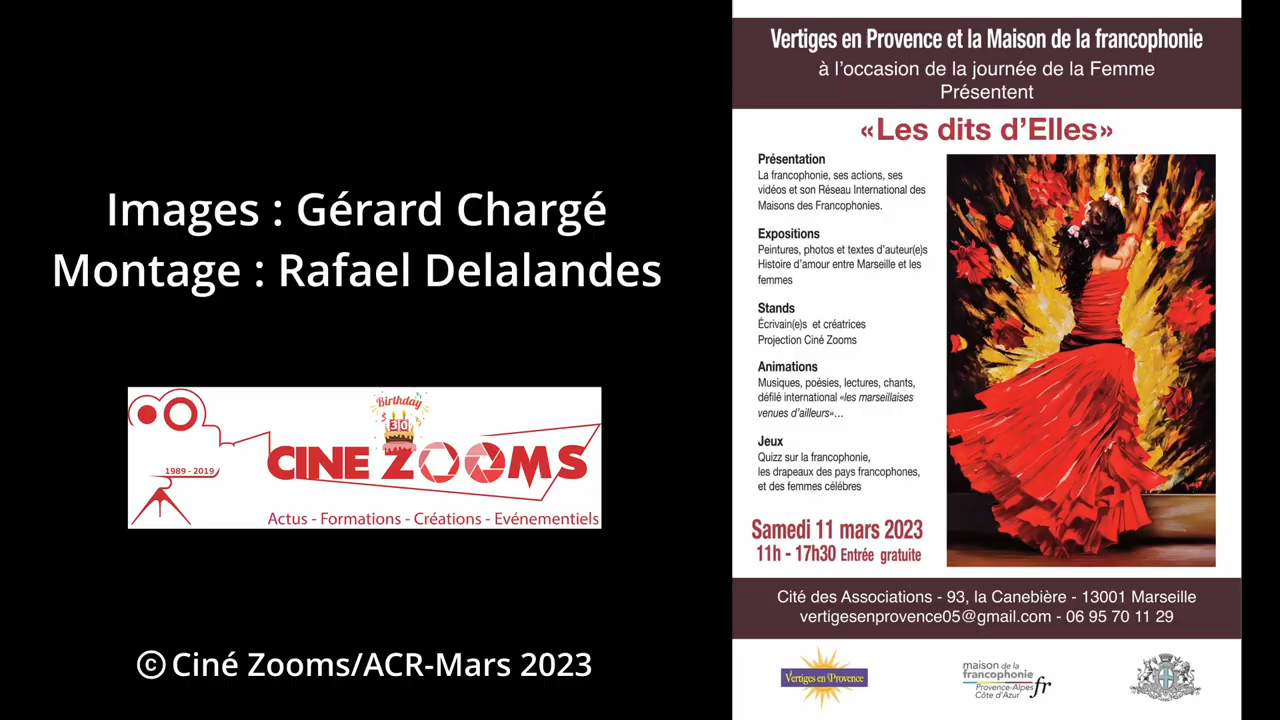 Images : Gérard Chargé
Montage : Rafael Delalandes
Birthday
30
1989 - 2019
CINE ZOOMS
Actus - Formations - Créations - Evénementiels
© Ciné Zooms/ACR-Mars 2023
Vertiges en Provence et la Maison de la francophonie
à l'occasion de la journée de la Femme
Présentent
«Les dits d'Elles»
Présentation
La francophonie, ses actions, ses
vidéos et son Réseau International des
Maisons des Francophonies.
Expositions
Peintures, photos et textes d'auteur(e)s
Histoire d'amour entre Marseille et les
femmes
Stands
Écrivain(e)s et créatrices
Projection Ciné Zooms
Animations
Musiques, poésies, lectures, chants,
défilé international «les marseillaises
venues d'ailleurs»...
Jeux
Quizz sur la francophonie,
les drapeaux des pays francophones,
et des femmes célébres
Samedi 11 mars 2023
11h - 17h30 Entrée gratuite
Cité des Associations - 93, la Canebière - 13001 Marseille
vertigesenprovence05@gmail.com - 06 95 70 11 29
Vertiges en Provence
maison de la
francophonie
Provence-Alpes
Côte d'Azur
fr